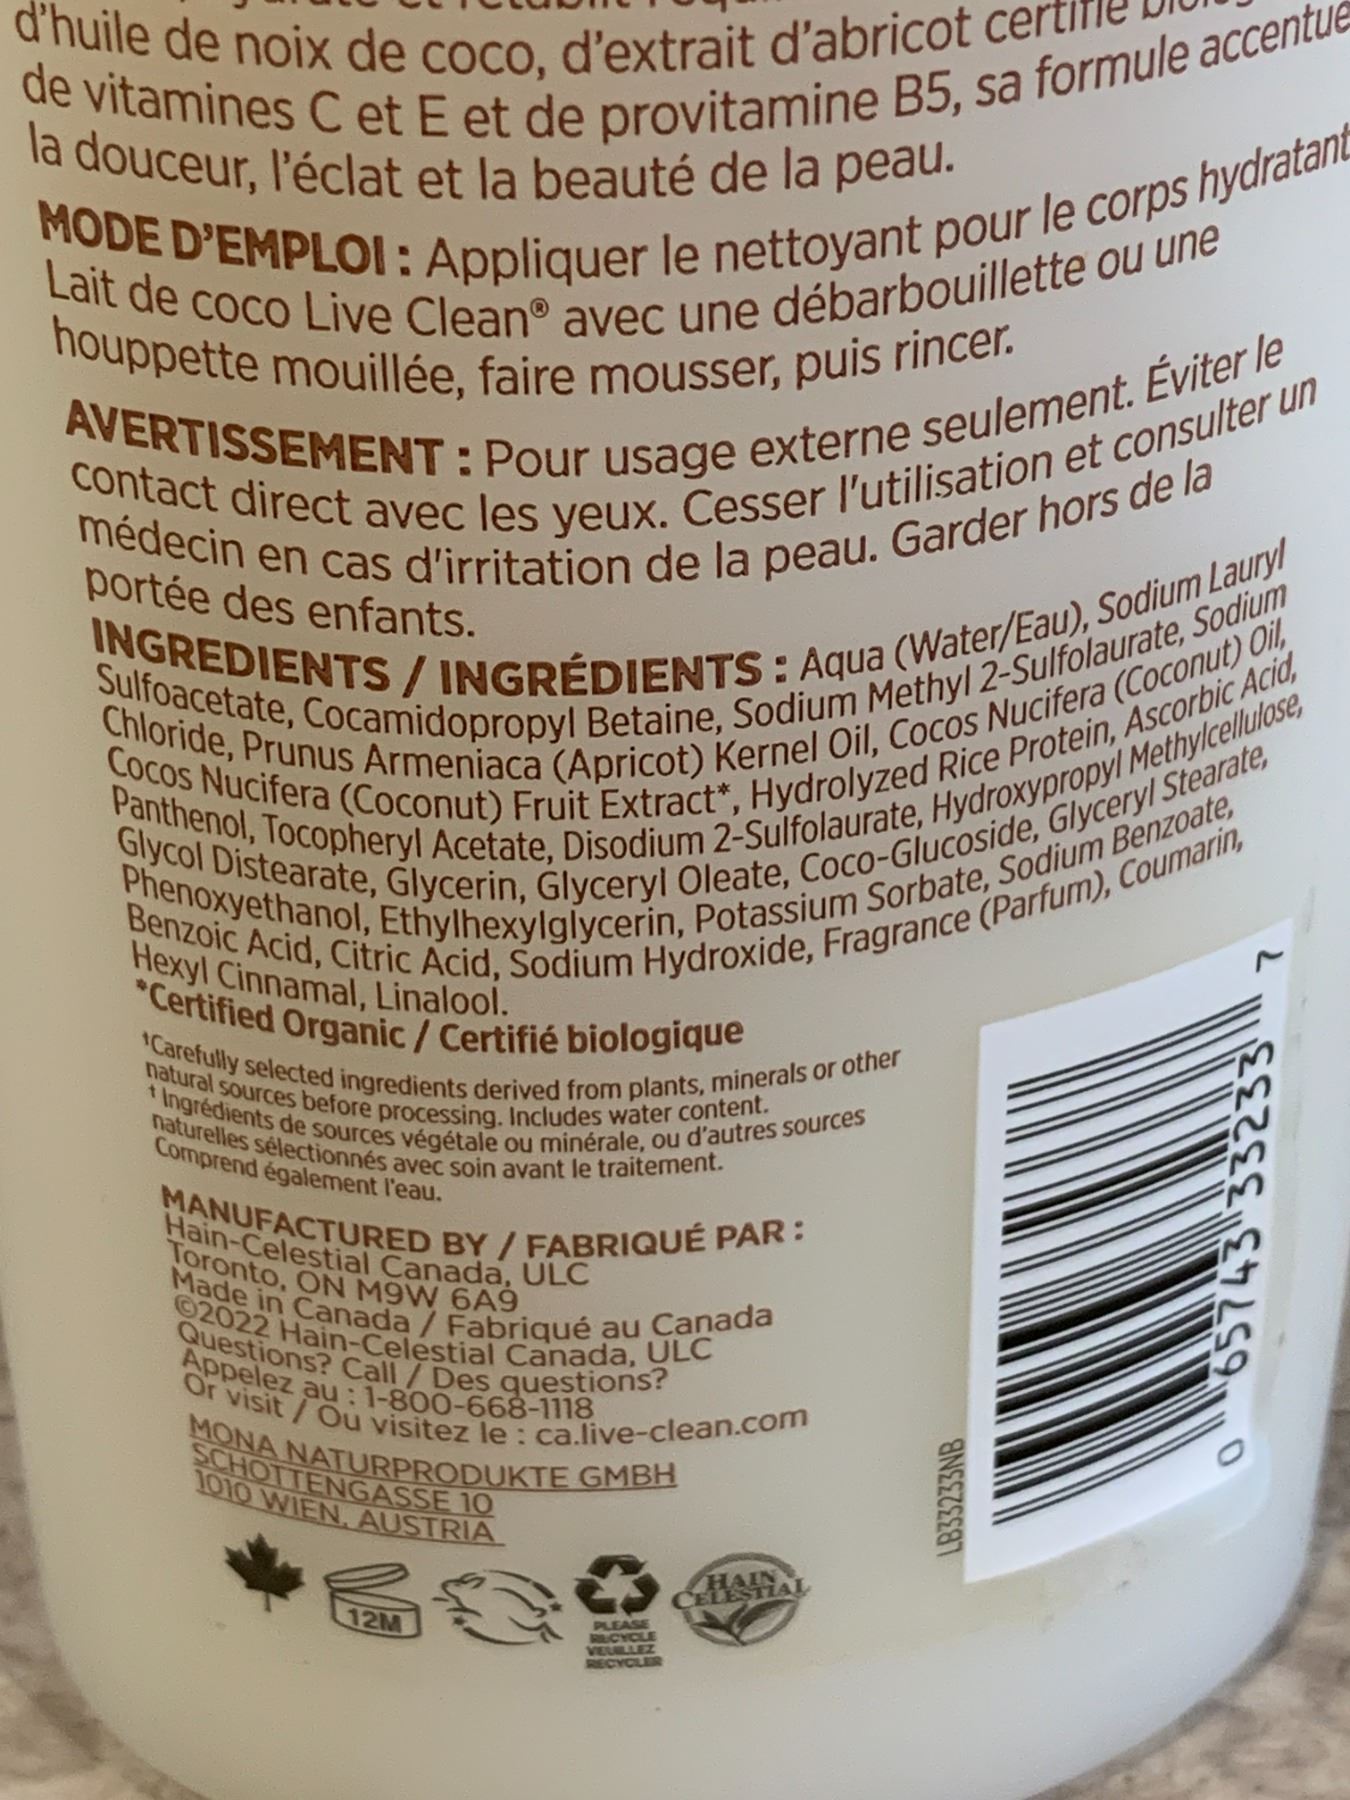 d'huile de noix de coco, d'extrait d'abricot certifié
de vitamines C et E et de provitamine B5, sa formule accentue
la douceur, l'éclat et la beauté de la peau.
MODE D'EMPLOI : Appliquer le nettoyant pour le corps hydratant
Lait de coco Live Clean® avec une débarbouillette ou une
houppette mouillée, faire mousser, puis rincer.
AVERTISSEMENT : Pour usage externe seulement. Éviter le
contact direct avec les yeux. Cesser l'utilisation et consulter un
médecin en cas d'irritation de la peau. Garder hors de la
portée des enfants.
INGREDIENTS / INGRÉDIENTS : Aqua (Water/Eau), Sodium Lauryl
Sulfoacetate, Cocamidopropyl Betaine, Sodium Methyl 2-Sulfolaurate, Sodium
Chloride, Prunus Armeniaca (Apricot) Kernel Oil, Cocos Nucifera (Coconut) Oil,
Cocos Nucifera (Coconut) Fruit Extract*, Hydrolyzed Rice Protein, Ascorbic Acid,
Panthenol, Tocopheryl Acetate, Disodium 2-Sulfolaurate, Hydroxypropyl Methylcellulose,
Glycol Distearate, Glycerin, Glyceryl Oleate, Coco-Glucoside, Glyceryl Stearate,
Phenoxyethanol, Ethylhexylglycerin, Potassium Sorbate, Sodium Benzoate,
Benzoic Acid, Citric Acid, Sodium Hydroxide, Fragrance (Parfum), Coumarin,
Hexyl Cinnamal, Linalool.
*Certified Organic / Certifié biologique
†Carefully selected ingredients derived from plants, minerals or other
natural sources before processing. Includes water content.
† Ingrédients de sources végétale ou minérale, ou d'autres sources
naturelles sélectionnés avec soin avant le traitement.
Comprend également l'eau.
MANUFACTURED BY / FABRIQUÉ PAR :
Hain-Celestial Canada, ULC
Toronto, ON M9W 6A9
Made in Canada / Fabriqué au Canada
©2022 Hain-Celestial Canada, ULC
Questions? Call / Des questions?
Appelez au : 1-800-668-1118
Or visit / Ou visitez le : ca.live-clean.com
MONA NATURPRODUKTE GMBH
SCHOTTENGASSE 10
1010 WIEN, AUSTRIA
12M
PLEASE
RECYCLE
VEUILLEZ
RECYCLER
HAIN
CELESTIAL
LB33233NB
0 65743 33233 7